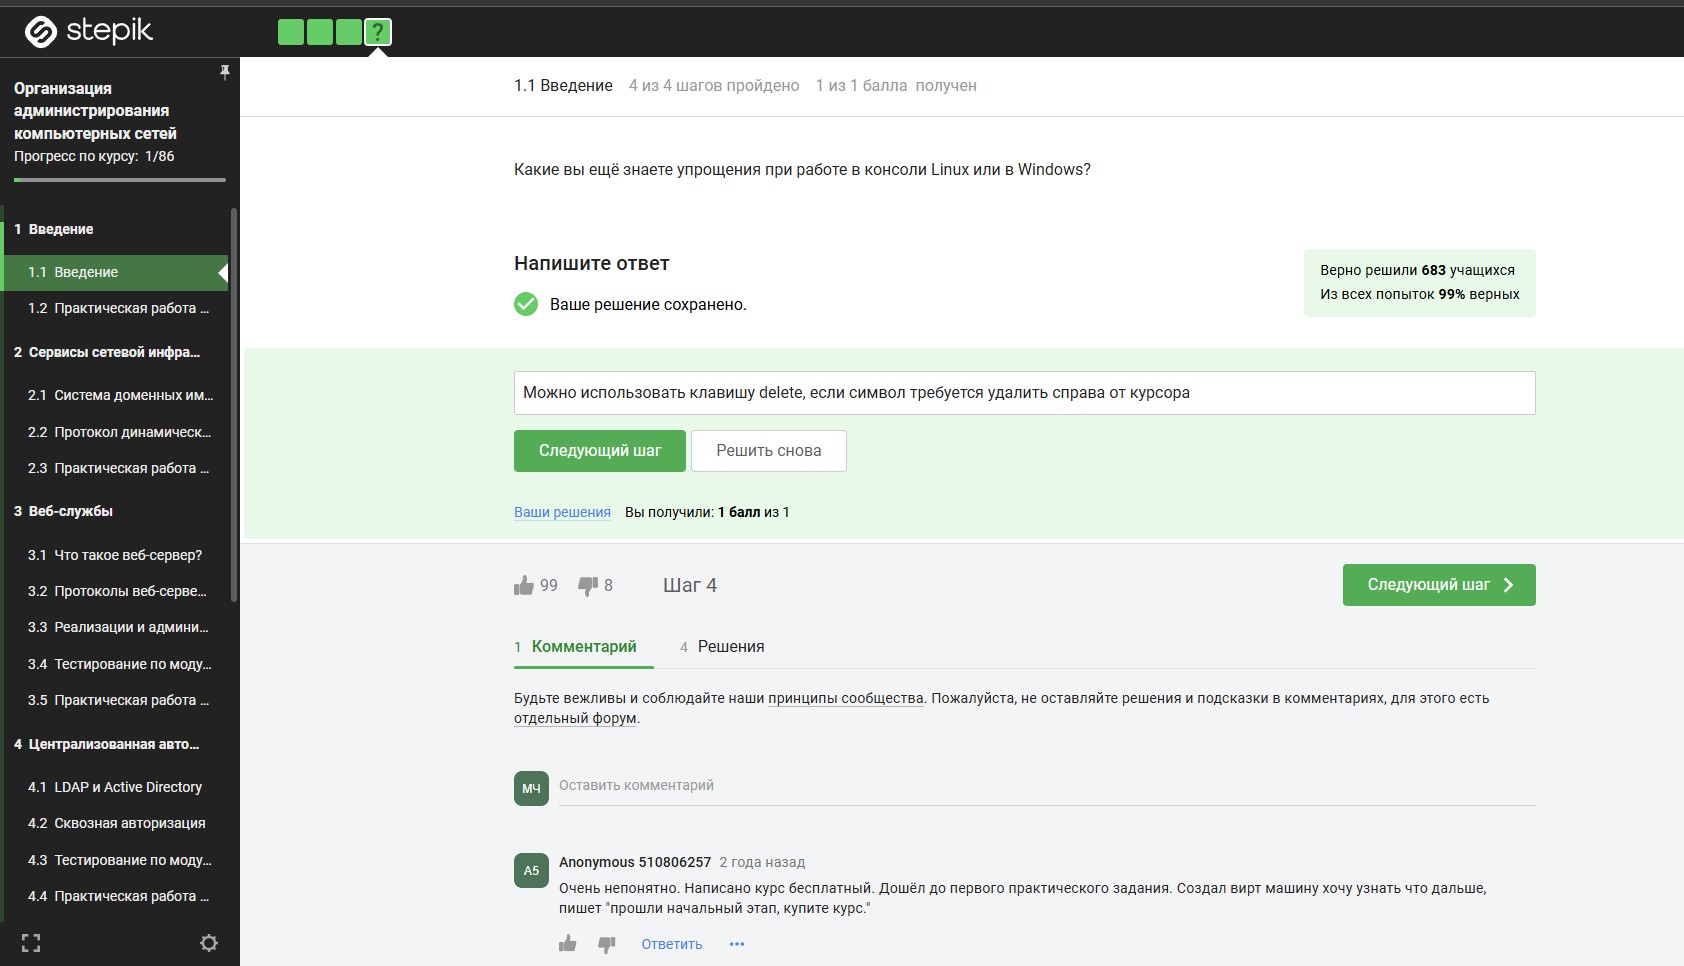 stepik
?
Организация
администрирования
компьютерных сетей
Прогресс по курсу: 1/86
1 Введение
1.1 Введение
1.2 Практическая работа ...
2 Сервисы сетевой инфра...
2.1 Система доменных им...
2.2 Протокол динамическ...
2.3 Практическая работа ...
3 Веб-службы
3.1 Что такое веб-сервер?
3.2 Протоколы веб-серве...
3.3 Реализации и админи...
3.4 Тестирование по моду...
3.5 Практическая работа ...
4 Централизованная авто...
4.1 LDAP и Active Directory
4.2 Сквозная авторизация
4.3 Тестирование по моду...
4.4 Практическая работа ...
1.1 Введение 4 из 4 шагов пройдено 1 из 1 балла получен
Какие вы ещё знаете упрощения при работе в консоли Linux или в Windows?
Напишите ответ
Ваше решение сохранено.
Верно решили 683 учащихся
Из всех попыток 99% верных
Можно использовать клавишу delete, если символ требуется удалить справа от курсора
Следующий шаг Решить снова
Ваши решения Вы получили: 1 балл из 1
99 8 Шаг 4 Следующий шаг
1 Комментарий 4 Решения
Будьте вежливы и соблюдайте наши принципы сообщества. Пожалуйста, не оставляйте решения и подсказки в комментариях, для этого есть
отдельный форум.
МЧ Оставить комментарий
A5 Anonymous 510806257 2 года назад
Очень непонятно. Написано курс бесплатный. Дошёл до первого практического задания. Создал вирт машину хочу узнать что дальше,
пишет "прошли начальный этап, купите курс."
Ответить